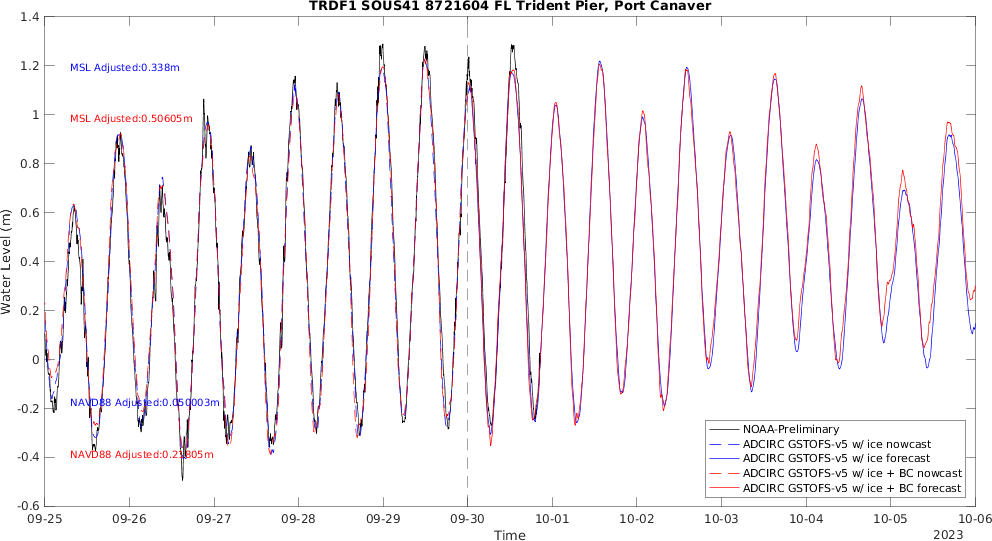 TRDF1 SOUS41 8721604 FL Trident Pier, Port Canaver
Water Level (m)
1.4
1.2
1
0.8
0.6
0.4
0.2
0
-0.2
-0.4
-0.6
MSL Adjusted:0.338m
MSL Adjusted:0.50605m
NAVD88 Adjusted:0.050003m
NAVD88 Adjusted:0.21805m
NOAA-Preliminary
ADCIRC GSTOFS-v5 w/ ice nowcast
ADCIRC GSTOFS-v5 w/ ice forecast
ADCIRC GSTOFS-v5 w/ ice + BC nowcast
ADCIRC GSTOFS-v5 w/ ice + BC forecast
09-25 09-26 09-27 09-28 09-29 09-30 10-01 10-02 10-03 10-04 10-05 10-06
Time
2023